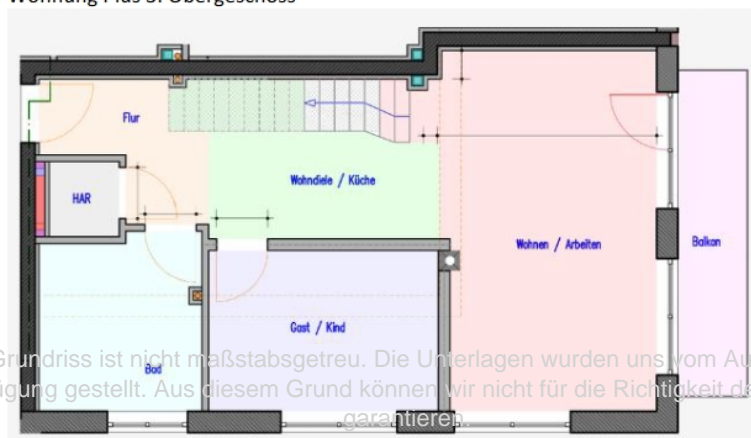 Wohnung Plus 3. Obergeschoss
Flur
HAR
Wohndiele / Küche
Wohnen / Arbeiten
Balkon
Gast / Kind
Bad
Grundriss ist nicht maßstabsgetreu. Die Unterlagen wurden uns vom Au
ügung gestellt. Aus diesem Grund können wir nicht für die Richtigkeit de
garantieren.